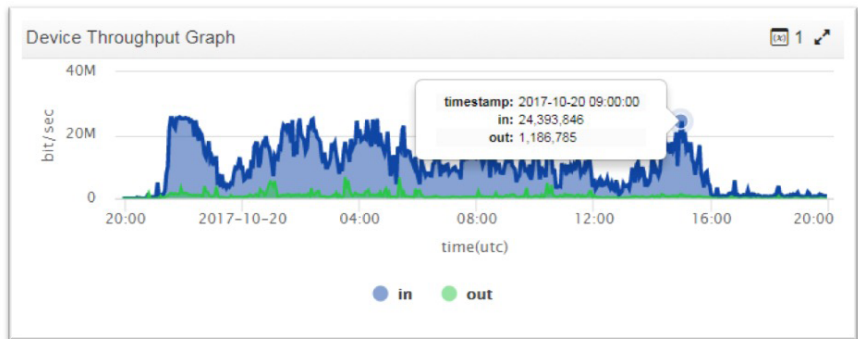 Device Throughput Graph
(x) 1
40M
20M
0
bit/sec
timestamp: 2017-10-20 09:00:00
in: 24,393,846
out: 1,186,785
20:00 2017-10-20 04:00 08:00 12:00 16:00 20:00
time(utc)
in out